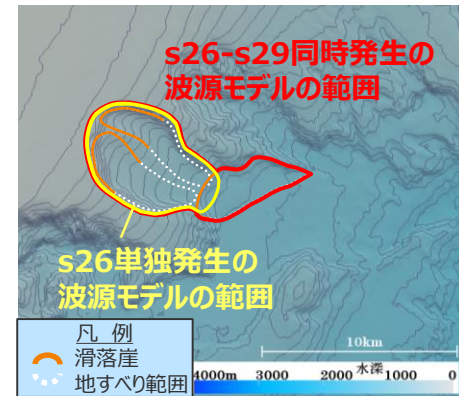 s26-s29同時発生の
波源モデルの範囲
s26単独発生の
波源モデルの範囲
凡 例
滑落崖
地すべり範囲
10km
水深
4000m 3000 2000 1000 0